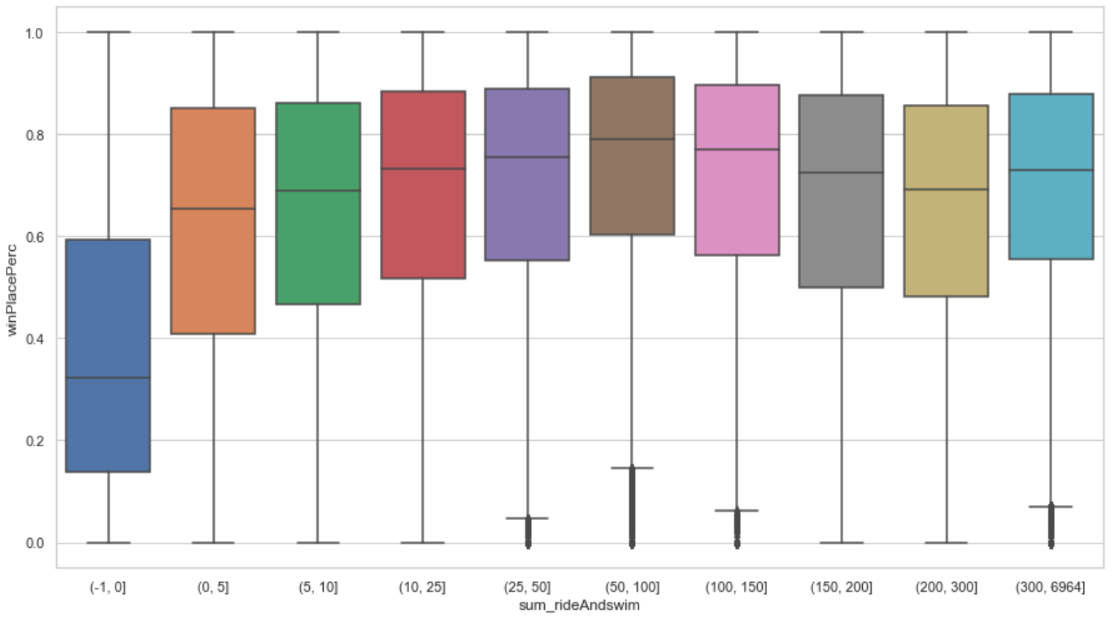 winPlacePerc
1.0
0.8
0.6
0.4
0.2
0.0
(-1, 0] (0, 5] (5, 10] (10, 25] (25, 50] (50, 100] (100, 150] (150, 200] (200, 300] (300, 6964]
sum_rideAndswim